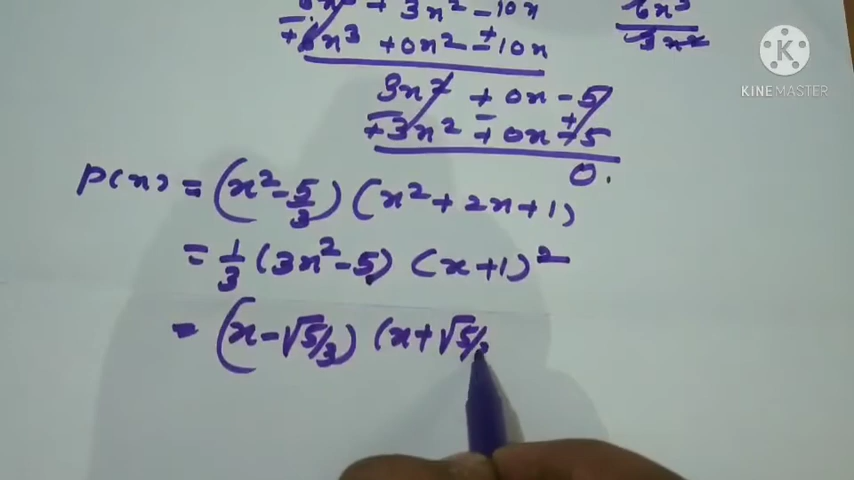 + 3x² - 10x
6x³
+6x³ +0x² -10x
3x²
3x² + 0x - 5
+3x² + 0x - 5
0.
P(x) = (x² - 5/3) (x² + 2x + 1)
= 1/3 (3x² - 5) (x + 1)²
= (x - √5/3) (x + √5/
K
KINEMASTER